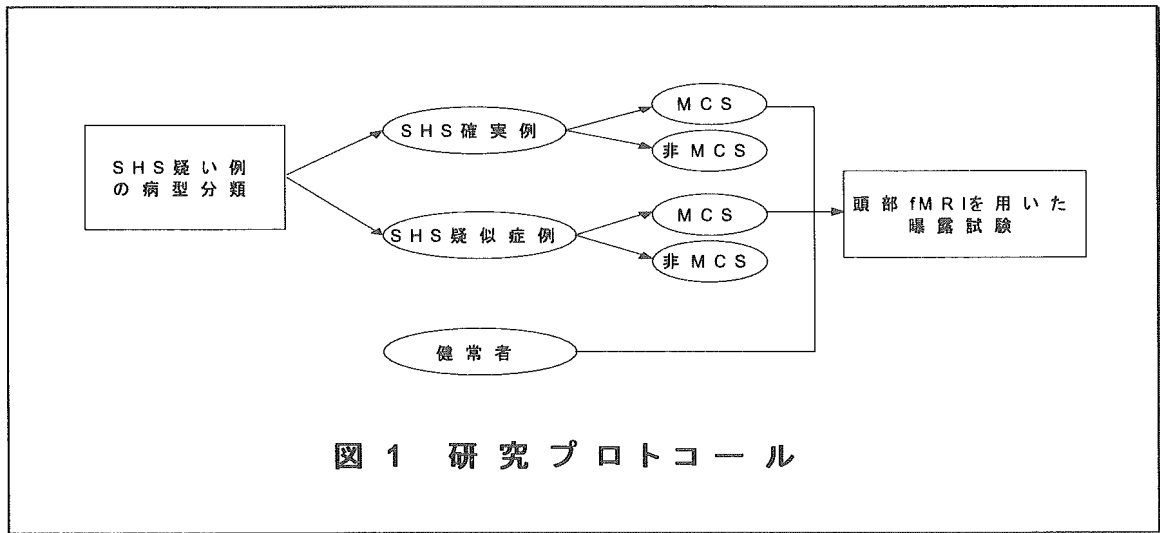 SHS疑い例
の病型分類
SHS確実例
MCS
非MCS
SHS疑似症例
MCS
非MCS
健常者
頭部fMRIを用いた
曝露試験
図1 研究プロトコール